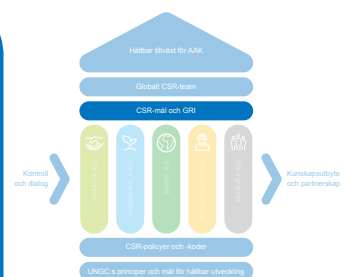 Hållbar tillväxt för AAK
Globalt CSR-team
CSR-mål och GRI
Kontroll
och dialog
Kunskapsutbyte
och partnerskap
CSR-policyer och -koder
UNGC:s principer och mål för hållbar utveckling